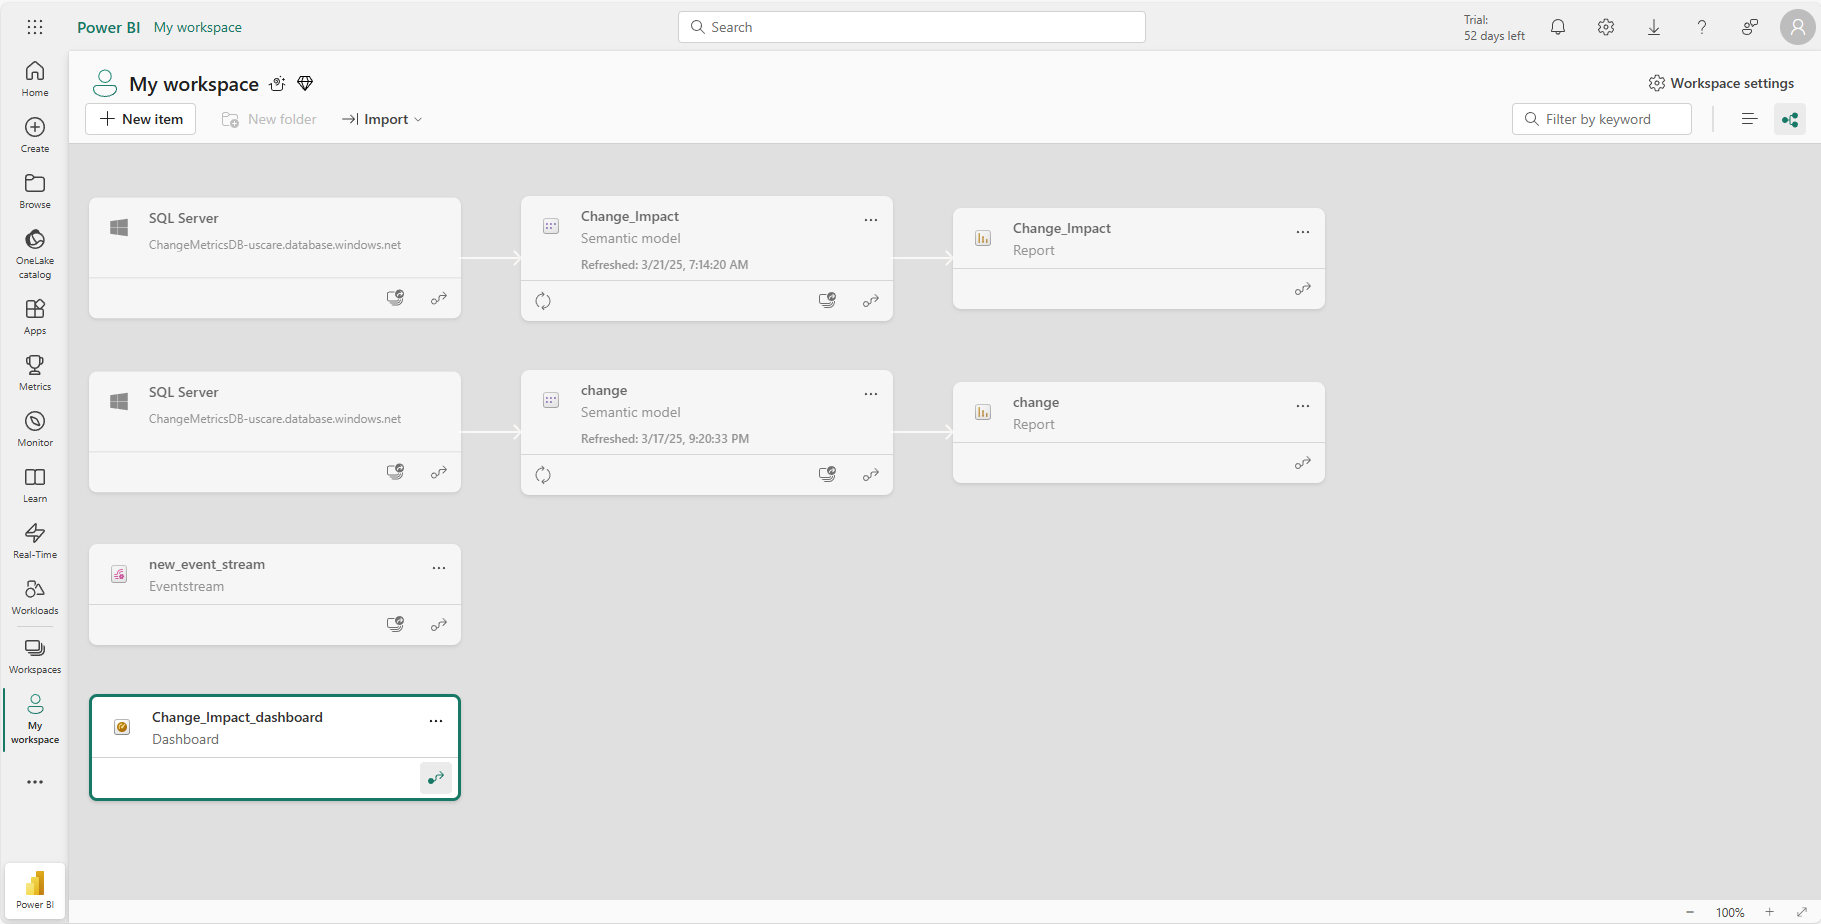 Power BI My workspace
Search
Trial:
52 days left
Home
Create
Browse
OneLake
catalog
Apps
Metrics
Monitor
Learn
Real-Time
Workloads
Workspaces
My
workspace
Power BI
My workspace
Workspace settings
New item
New folder
Import
Filter by keyword
SQL Server
ChangeMetricsDB-uscare.database.windows.net
Change_Impact
Semantic model
Refreshed: 3/21/25, 7:14:20 AM
Change_Impact
Report
SQL Server
ChangeMetricsDB-uscare.database.windows.net
change
Semantic model
Refreshed: 3/17/25, 9:20:33 PM
change
Report
new_event_stream
Eventstream
Change_Impact_dashboard
Dashboard
100%